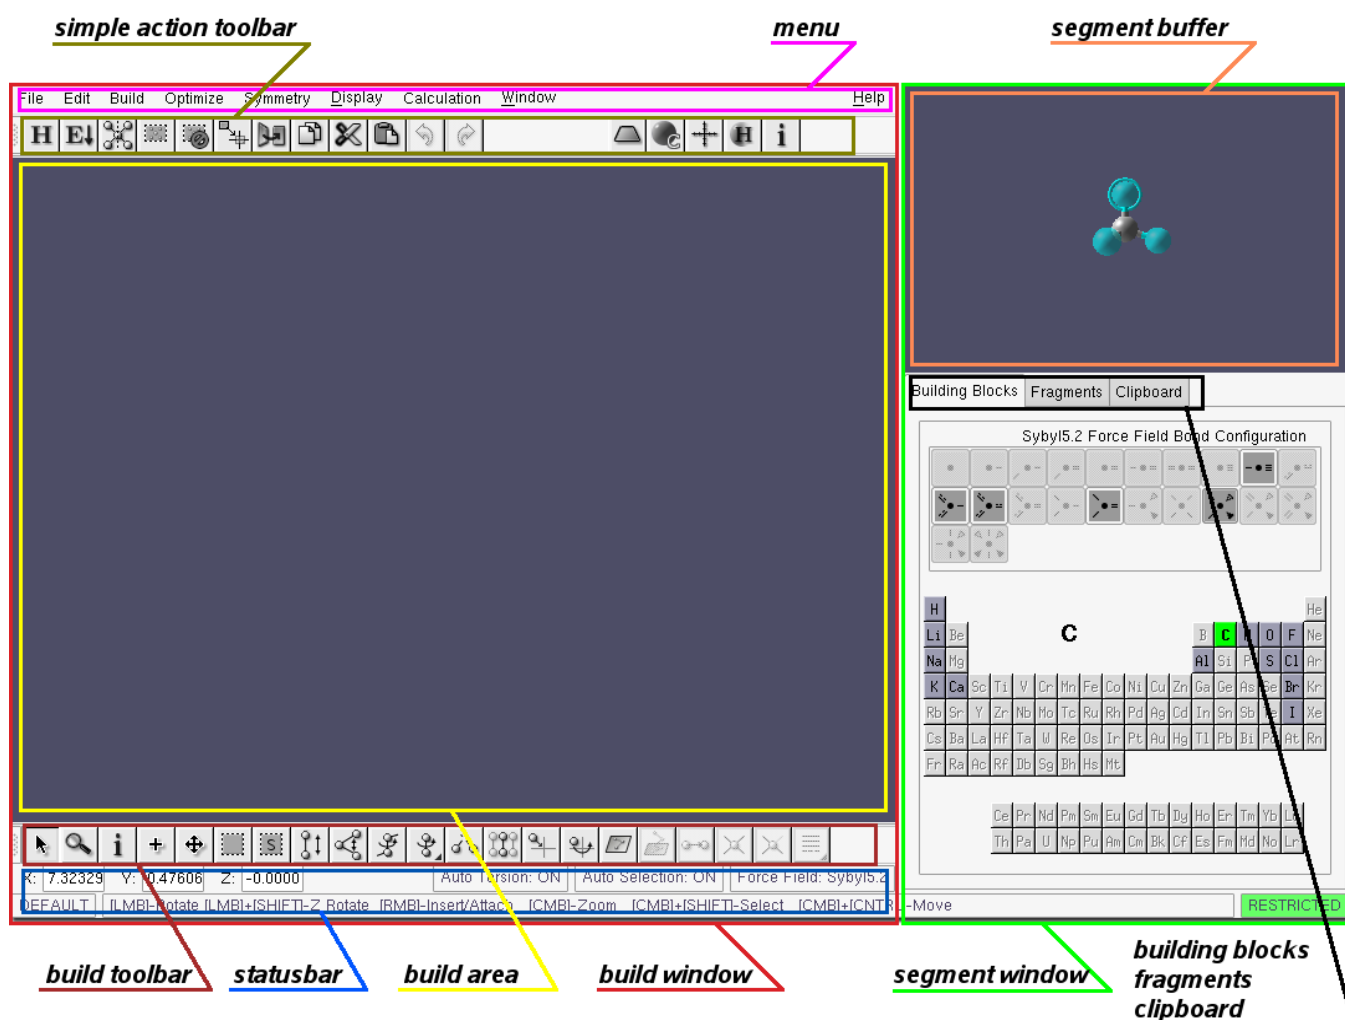 simple action toolbar menu segment buffer
File Edit Build Optimize Symmetry Display Calculation Window Help
H E C H i
Building Blocks Fragments Clipboard
Sybyl5.2 Force Field Bond Configuration
H He
Li Be C B C O F Ne
Na Mg Al Si P S Cl Ar
K Ca Sc Ti V Cr Mn Fe Co Ni Cu Zn Ga Ge As Se Br Kr
Rb Sr Y Zr Nb Mo Tc Ru Rh Pd Ag Cd In Sn Sb Te I Xe
Cs Ba La Hf Ta W Re Os Ir Pt Au Hg Tl Pb Bi Po At Rn
Fr Ra Ac Rf Db Sg Bh Hs Mt
Ce Pr Nd Pm Sm Eu Gd Tb Dy Ho Er Tm Yb Lu
Th Pa U Np Pu Am Cm Bk Cf Es Fm Md No Lr
i S
X: 7.32329 Y: 0.47606 Z: -0.0000 Auto Torsion: ON Auto Selection: ON Force Field: Sybyl5.2
DEFAULT [LMB]-Rotate [LMB]+[SHIFT]-Z Rotate [RMB]-Insert/Attach [CMB]-Zoom [CMB]+[SHIFT]-Select [CMB]+[CNTRL]-Move RESTRICTED
build toolbar statusbar build area build window segment window building blocks
fragments
clipboard